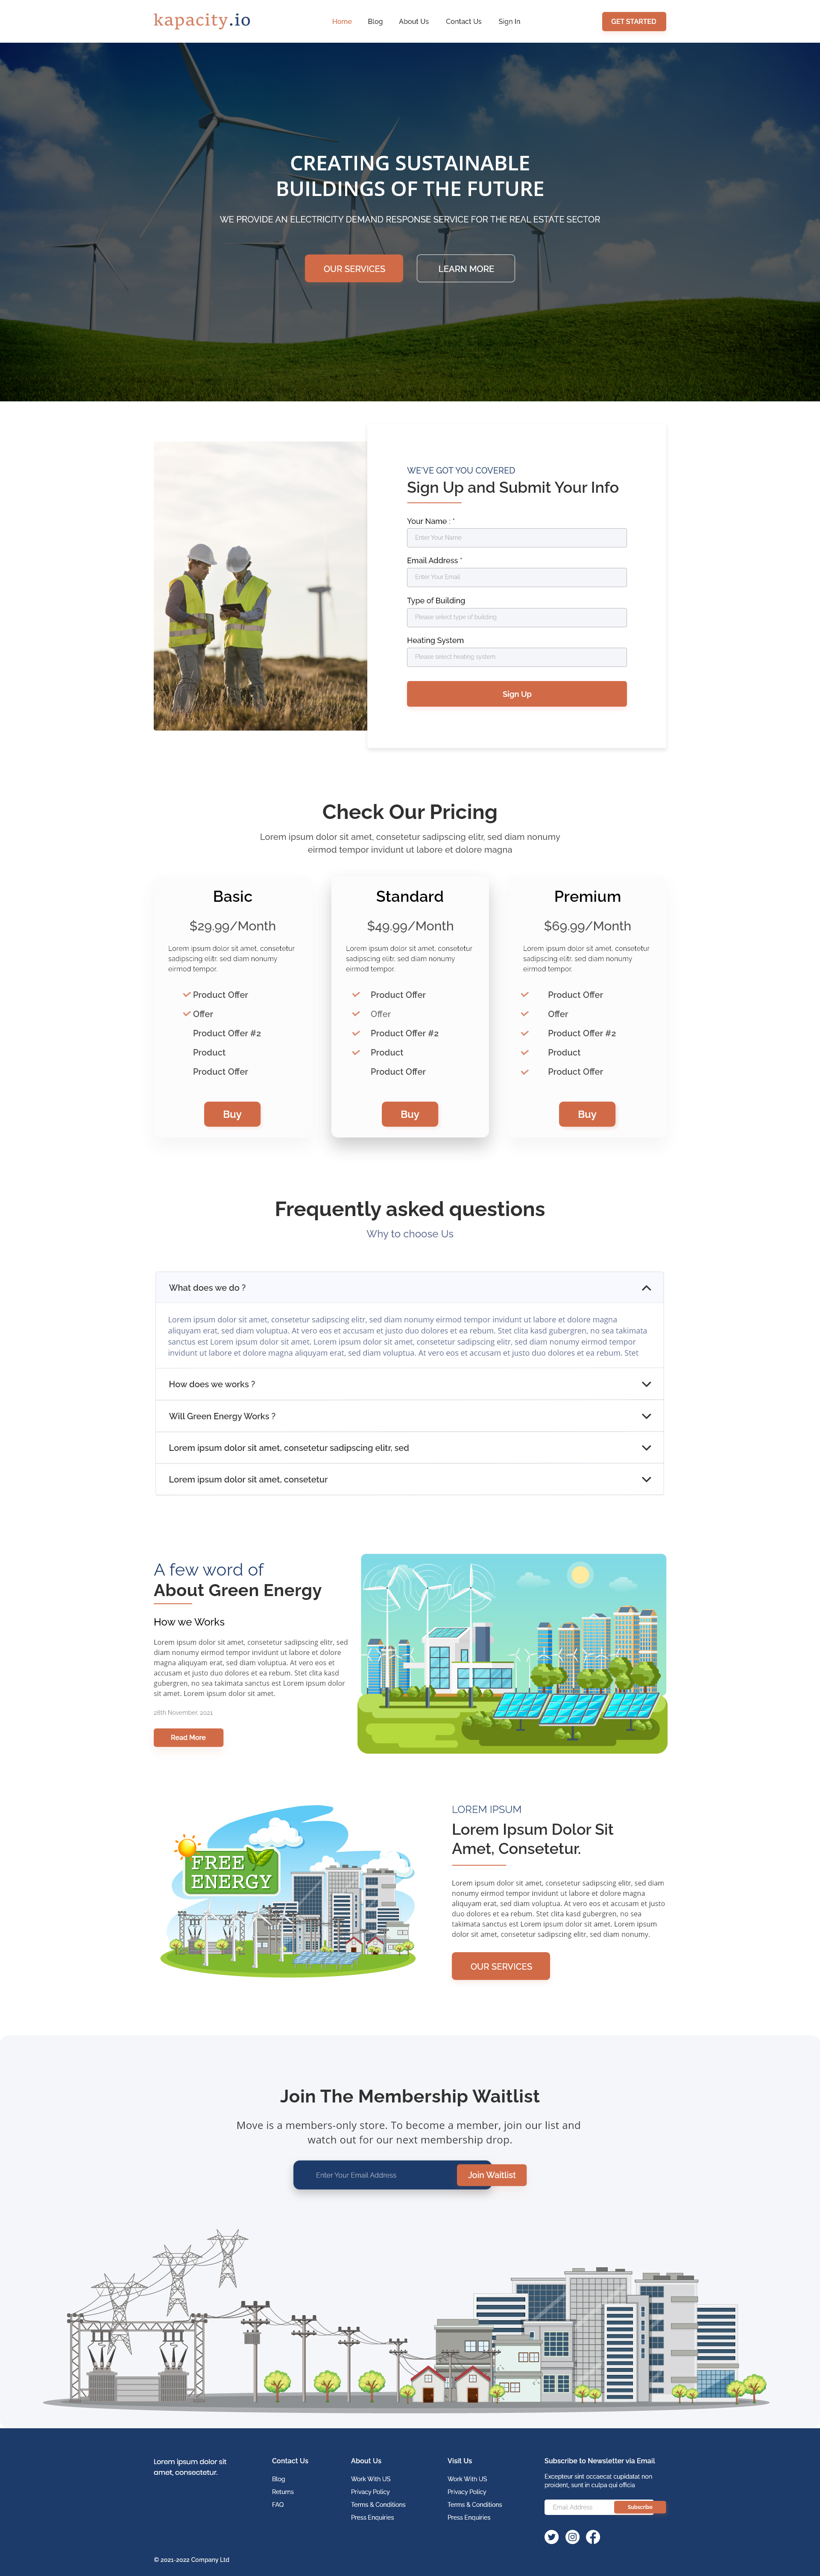 kapacity.io
Home Blog About Us Contact Us Sign In
GET STARTED
CREATING SUSTAINABLE
BUILDINGS OF THE FUTURE
WE PROVIDE AN ELECTRICITY DEMAND RESPONSE SERVICE FOR THE REAL ESTATE SECTOR
OUR SERVICES
LEARN MORE
WE'VE GOT YOU COVERED
Sign Up and Submit Your Info
Your Name : *
Enter Your Name
Email Address *
Enter Your Email
Type of Building
Please select type of building
Heating System
Please select heating system
Sign Up
Check Our Pricing
Lorem ipsum dolor sit amet, consetetur sadipscing elitr, sed diam nonumy
eirmod tempor invidunt ut labore et dolore magna
Basic
$29.99/Month
Lorem ipsum dolor sit amet, consetetur
sadipscing elitr, sed diam nonumy
eirmod tempor.
Product Offer
Offer
Product Offer #2
Product
Product Offer
Buy
Standard
$49.99/Month
Lorem ipsum dolor sit amet, consetetur
sadipscing elitr, sed diam nonumy
eirmod tempor.
Product Offer
Offer
Product Offer #2
Product
Product Offer
Buy
Premium
$69.99/Month
Lorem ipsum dolor sit amet, consetetur
sadipscing elitr, sed diam nonumy
eirmod tempor.
Product Offer
Offer
Product Offer #2
Product
Product Offer
Buy
Frequently asked questions
Why to choose Us
What does we do ?
Lorem ipsum dolor sit amet, consetetur sadipscing elitr, sed diam nonumy eirmod tempor invidunt ut labore et dolore magna
aliquyam erat, sed diam voluptua. At vero eos et accusam et justo duo dolores et ea rebum. Stet clita kasd gubergren, no sea takimata
sanctus est Lorem ipsum dolor sit amet. Lorem ipsum dolor sit amet, consetetur sadipscing elitr, sed diam nonumy eirmod tempor
invidunt ut labore et dolore magna aliquyam erat, sed diam voluptua. At vero eos et accusam et justo duo dolores et ea rebum. Stet
How does we works ?
Will Green Energy Works ?
Lorem ipsum dolor sit amet, consetetur sadipscing elitr, sed
Lorem ipsum dolor sit amet, consetetur
A few word of
About Green Energy
How we Works
Lorem ipsum dolor sit amet, consetetur sadipscing elitr, sed
diam nonumy eirmod tempor invidunt ut labore et dolore
magna aliquyam erat, sed diam voluptua. At vero eos et
accusam et justo duo dolores et ea rebum. Stet clita kasd
gubergren, no sea takimata sanctus est Lorem ipsum dolor
sit amet. Lorem ipsum dolor sit amet.
28th November, 2021
Read More
FREE
ENERGY
LOREM IPSUM
Lorem Ipsum Dolor Sit
Amet, Consetetur.
Lorem ipsum dolor sit amet, consetetur sadipscing elitr, sed diam
nonumy eirmod tempor invidunt ut labore et dolore magna
aliquyam erat, sed diam voluptua. At vero eos et accusam et justo
duo dolores et ea rebum. Stet clita kasd gubergren, no sea
takimata sanctus est Lorem ipsum dolor sit amet. Lorem ipsum
dolor sit amet, consetetur sadipscing elitr, sed diam nonumy.
OUR SERVICES
Join The Membership Waitlist
Move is a members-only store. To become a member, join our list and
watch out for our next membership drop.
Enter Your Email Address
Join Waitlist
Lorem ipsum dolor sit
amet, consectetur.
Contact Us
Blog
Returns
FAQ
About Us
Work With US
Privacy Policy
Terms & Conditions
Press Enquiries
Visit Us
Work With US
Privacy Policy
Terms & Conditions
Press Enquiries
Subscribe to Newsletter via Email
Excepteur sint occaecat cupidatat non
proident, sunt in culpa qui officia
Email Address
Subscribe
© 2021-2022 Company Ltd